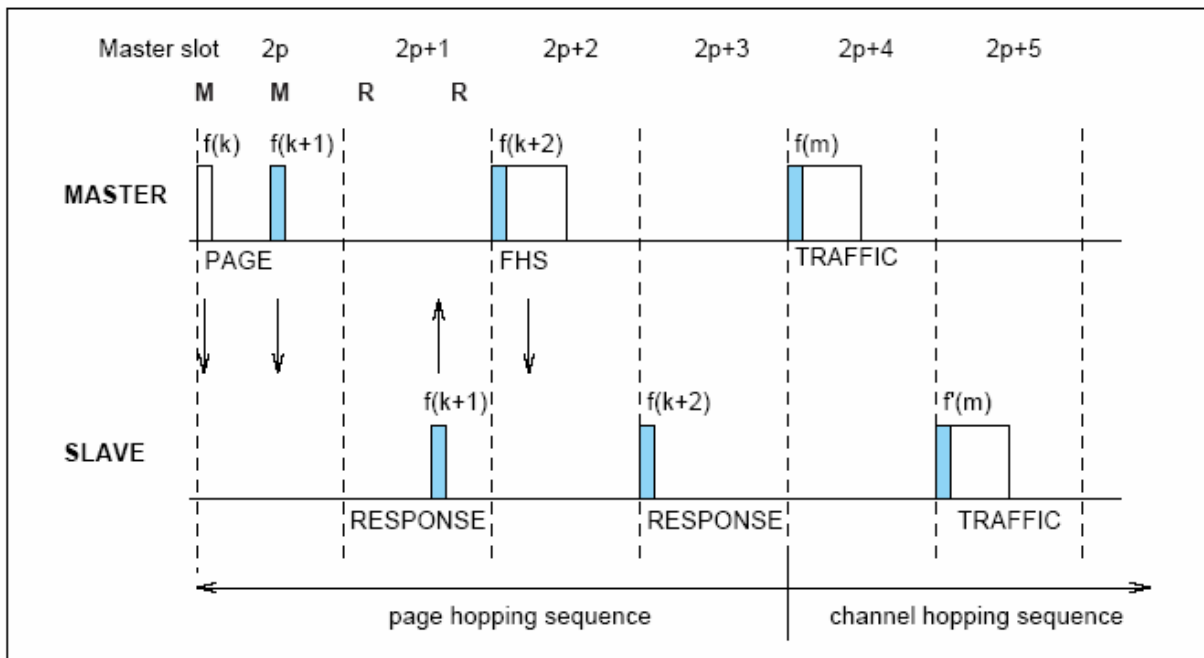 Master slot 2p 2p+1 2p+2 2p+3 2p+4 2p+5
M M R R
f(k) f(k+1) f(k+2) f(m)
MASTER
PAGE FHS TRAFFIC
f(k+1) f(k+2) f'(m)
SLAVE
RESPONSE RESPONSE TRAFFIC
page hopping sequence channel hopping sequence